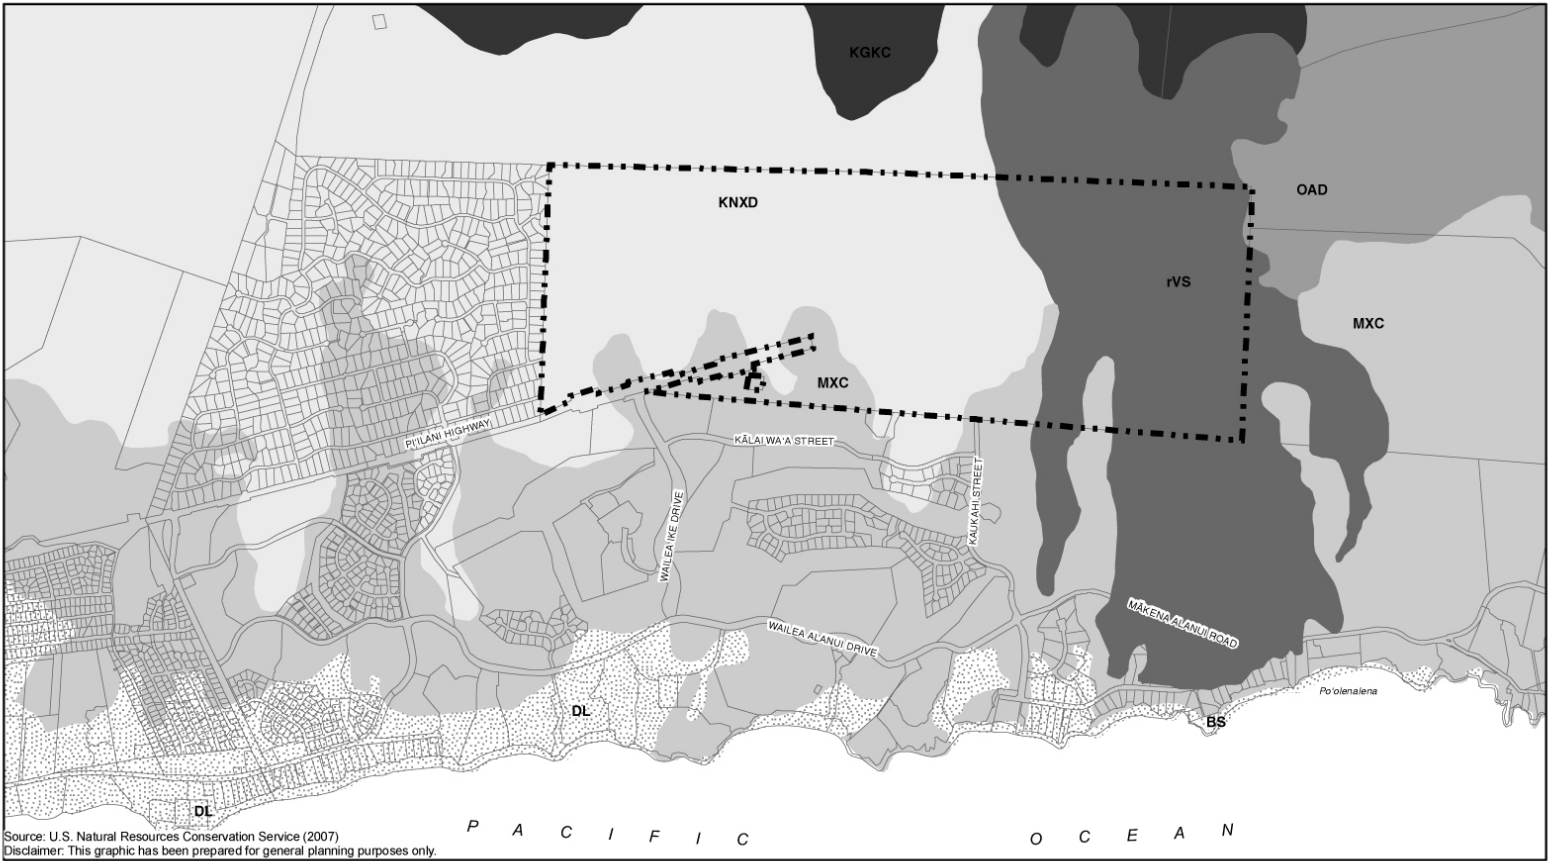 KGKC
OAD
KNXD
rVS
MXC
MXC
PI'ILANI HIGHWAY
KĀLAI WA'A STREET
KAUKAHI STREET
WAILEA IKE DRIVE
MĀKENA ALANUI ROAD
WAILEA ALANUI DRIVE
Po'olenalena
DL
BS
DL
PACIFIC OCEAN
Source: U.S. Natural Resources Conservation Service (2007)
Disclaimer: This graphic has been prepared for general planning purposes only.